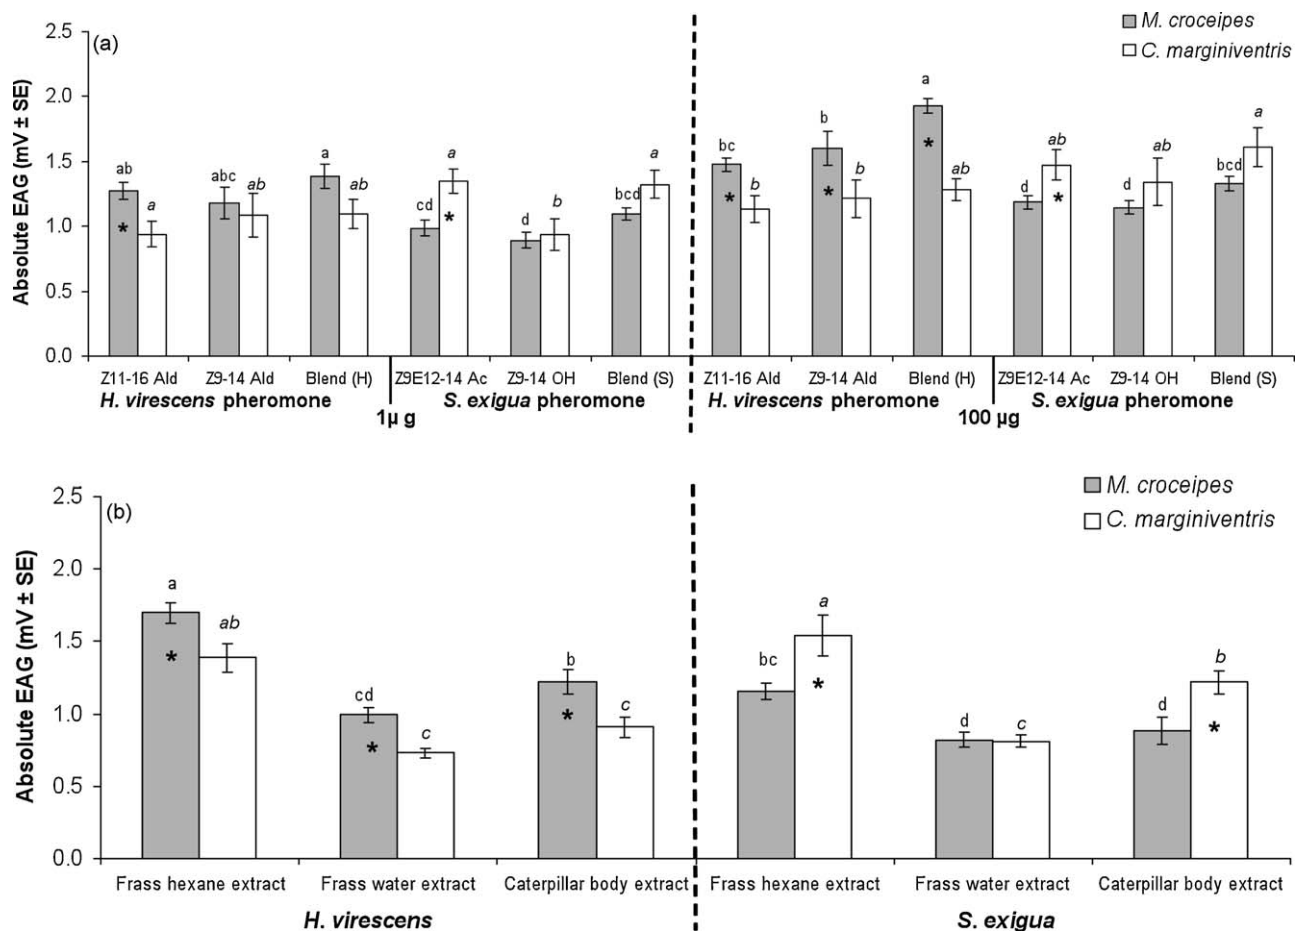 (a)
M. croceipes
C. marginiventris
Absolute EAG (mV ± SE)
2.5
2.0
1.5
1.0
0.5
0.0
ab a abc ab a ab cd a d b bcd a bc b b b a ab d ab d ab bcd a
* * * * * *
Z11-16 Ald Z9-14 Ald Blend (H) Z9E12-14 Ac Z9-14 OH Blend (S) Z11-16 Ald Z9-14 Ald Blend (H) Z9E12-14 Ac Z9-14 OH Blend (S)
H. virescens pheromone S. exigua pheromone H. virescens pheromone S. exigua pheromone
1µ g 100 µg
(b)
M. croceipes
C. marginiventris
Absolute EAG (mV ± SE)
2.5
2.0
1.5
1.0
0.5
0.0
a ab cd c b c bc a d c d b
* * * * *
Frass hexane extract Frass water extract Caterpillar body extract Frass hexane extract Frass water extract Caterpillar body extract
H. virescens S. exigua